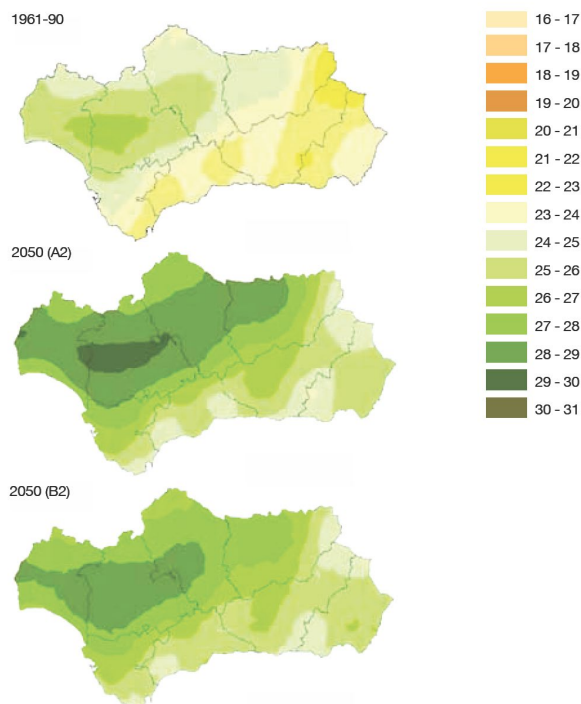 1961-90
2050 (A2)
2050 (B2)
16 - 17
17 - 18
18 - 19
19 - 20
20 - 21
21 - 22
22 - 23
23 - 24
24 - 25
25 - 26
26 - 27
27 - 28
28 - 29
29 - 30
30 - 31